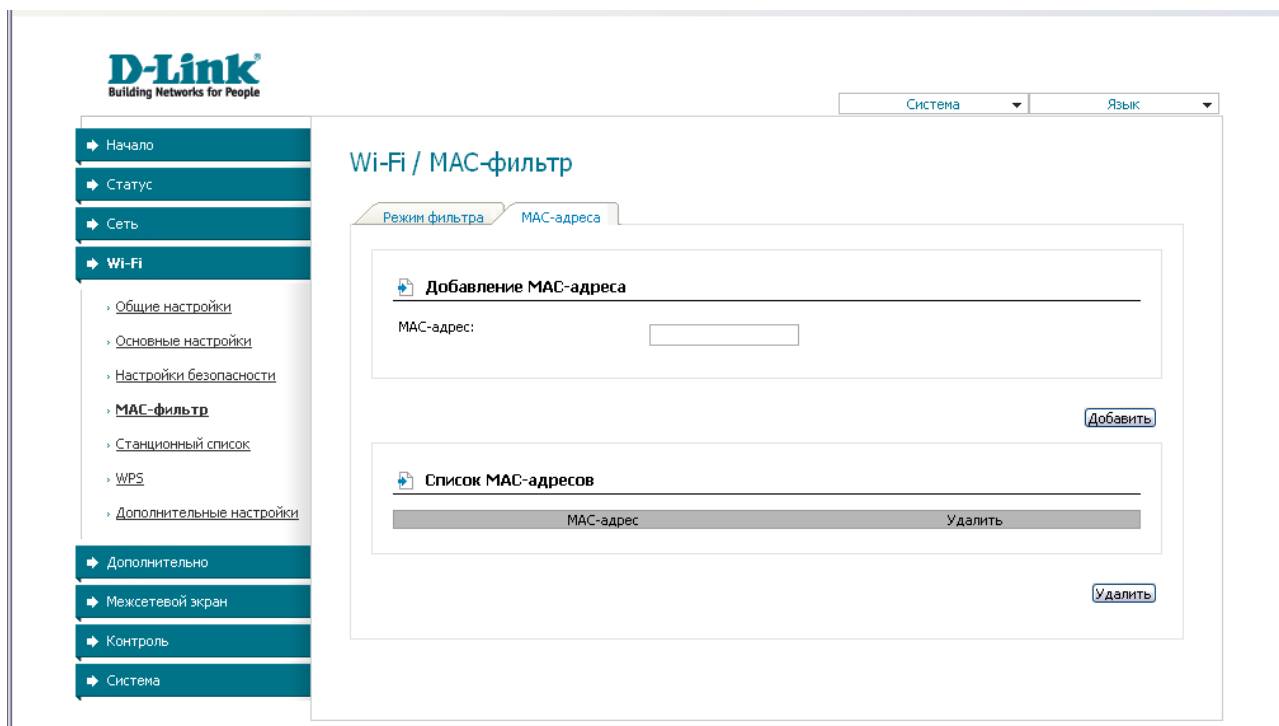 D-Link
Building Networks for People
Система
Язык
Начало
Статус
Сеть
Wi-Fi
Общие настройки
Основные настройки
Настройки безопасности
MAC-фильтр
Станционный список
WPS
Дополнительные настройки
Дополнительно
Межсетевой экран
Контроль
Система
Wi-Fi / MAC-фильтр
Режим фильтра
MAC-адреса
Добавление MAC-адреса
MAC-адрес:
Добавить
Список MAC-адресов
MAC-адрес Удалить
Удалить